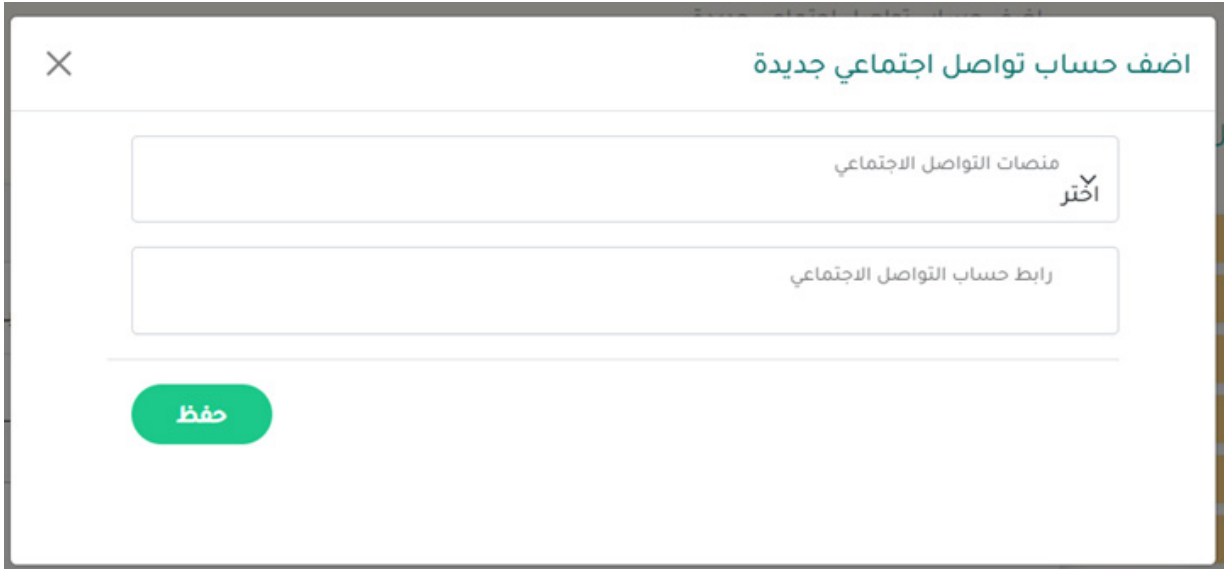 اضف حساب تواصل اجتماعي جديدة
منصات التواصل الاجتماعي
اختر
رابط حساب التواصل الاجتماعي
حفظ